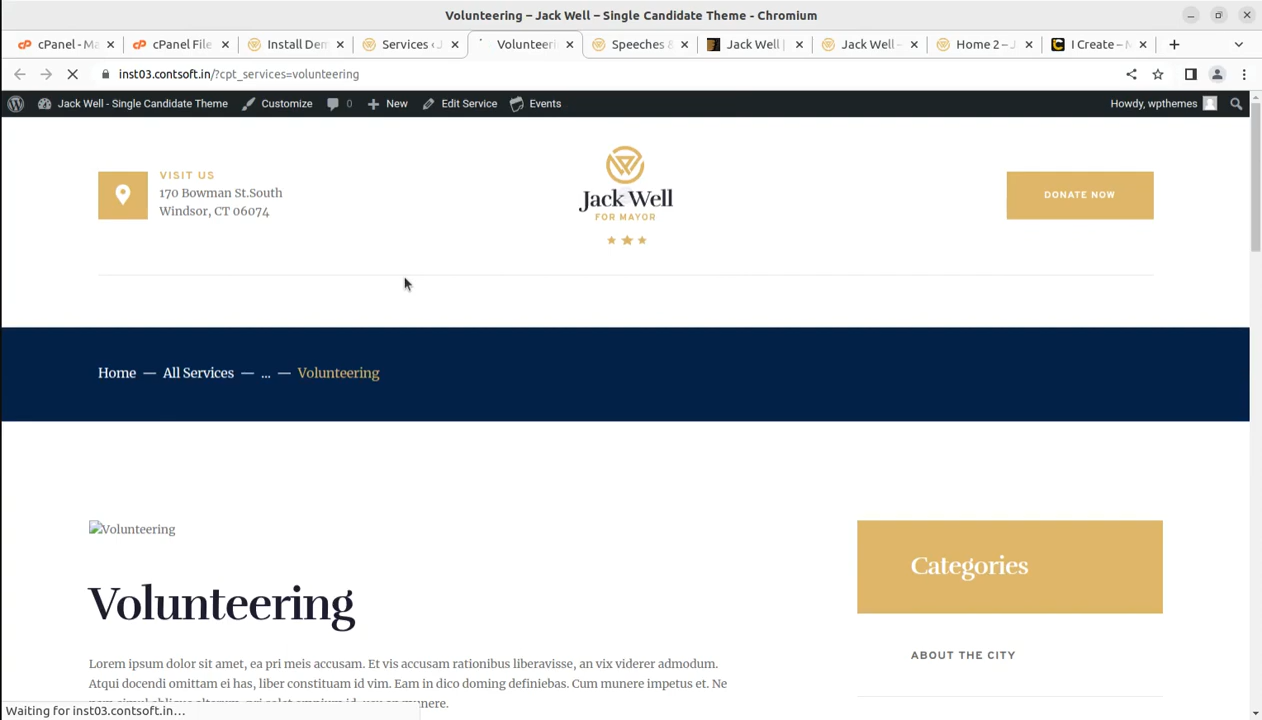 Volunteering – Jack Well – Single Candidate Theme - Chromium
cPanel - Ma
cPanel File
Install Dem
Services ‹ J
Volunteeri
Speeches &
Jack Well |
Jack Well –
Home 2 – J
I Create – M
inst03.contsoft.in/?cpt_services=volunteering
Jack Well - Single Candidate Theme
Customize
0
New
Edit Service
Events
Howdy, wpthemes
VISIT US
170 Bowman St.South
Windsor, CT 06074
Jack Well
FOR MAYOR
DONATE NOW
Home — All Services — ... — Volunteering
Volunteering
Categories
Volunteering
ABOUT THE CITY
Lorem ipsum dolor sit amet, ea pri meis accusam. Et vis accusam rationibus liberavisse, an vix viderer admodum.
Atqui docendi omittam ei has, liber constituam id vim. Eam in dico doming definiebas. Cum munere impetus et. Ne
munere.
Waiting for inst03.contsoft.in…